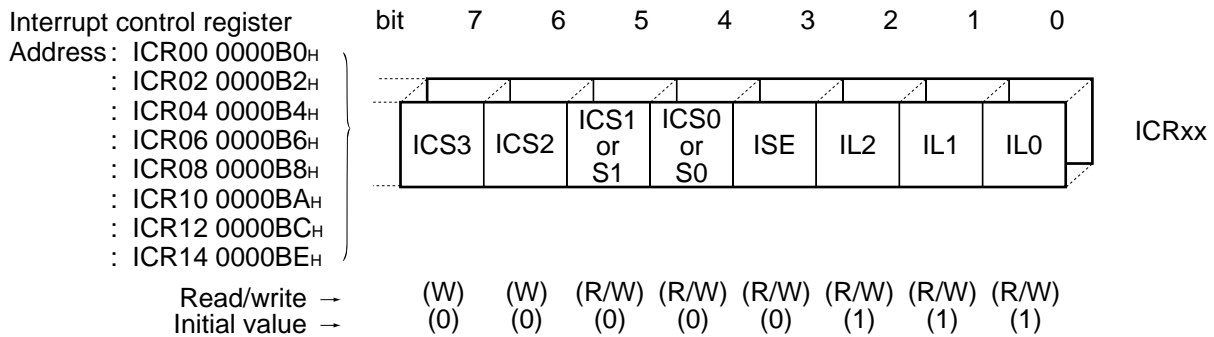 Interrupt control register bit 7 6 5 4 3 2 1 0
Address : ICR00 0000B0H
: ICR02 0000B2H
: ICR04 0000B4H
: ICR06 0000B6H
: ICR08 0000B8H
: ICR10 0000BAH
: ICR12 0000BCH
: ICR14 0000BEH
ICS3 ICS2 ICS1 or S1 ICS0 or S0 ISE IL2 IL1 IL0 ICRxx
Read/write → (W) (W) (R/W) (R/W) (R/W) (R/W) (R/W) (R/W)
Initial value → (0) (0) (0) (0) (0) (1) (1) (1)